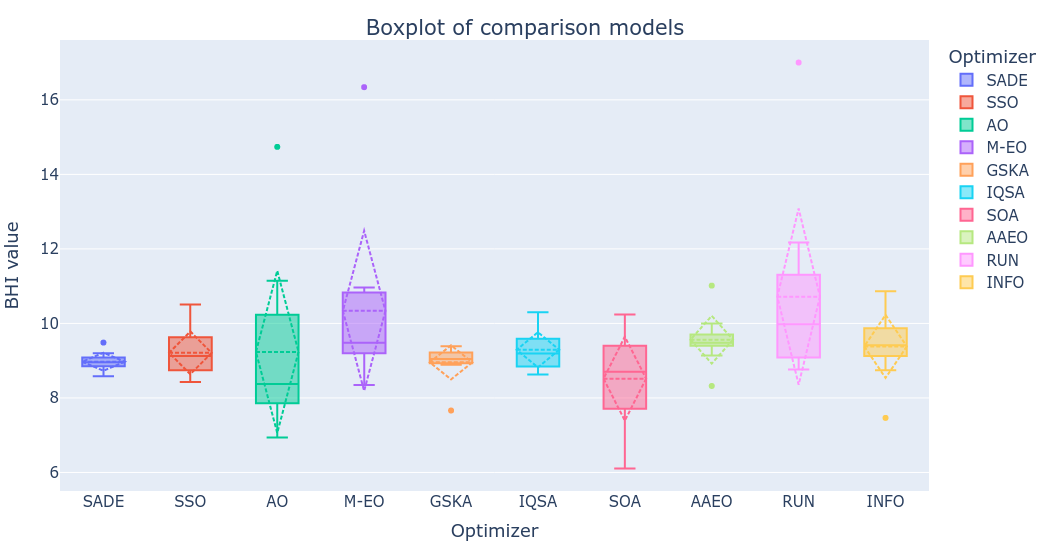 Boxplot of comparison models
BHI value
16
14
12
10
8
6
SADE SSO AO M-EO GSKA IQSA SOA AAEO RUN INFO
Optimizer
Optimizer
SADE
SSO
AO
M-EO
GSKA
IQSA
SOA
AAEO
RUN
INFO